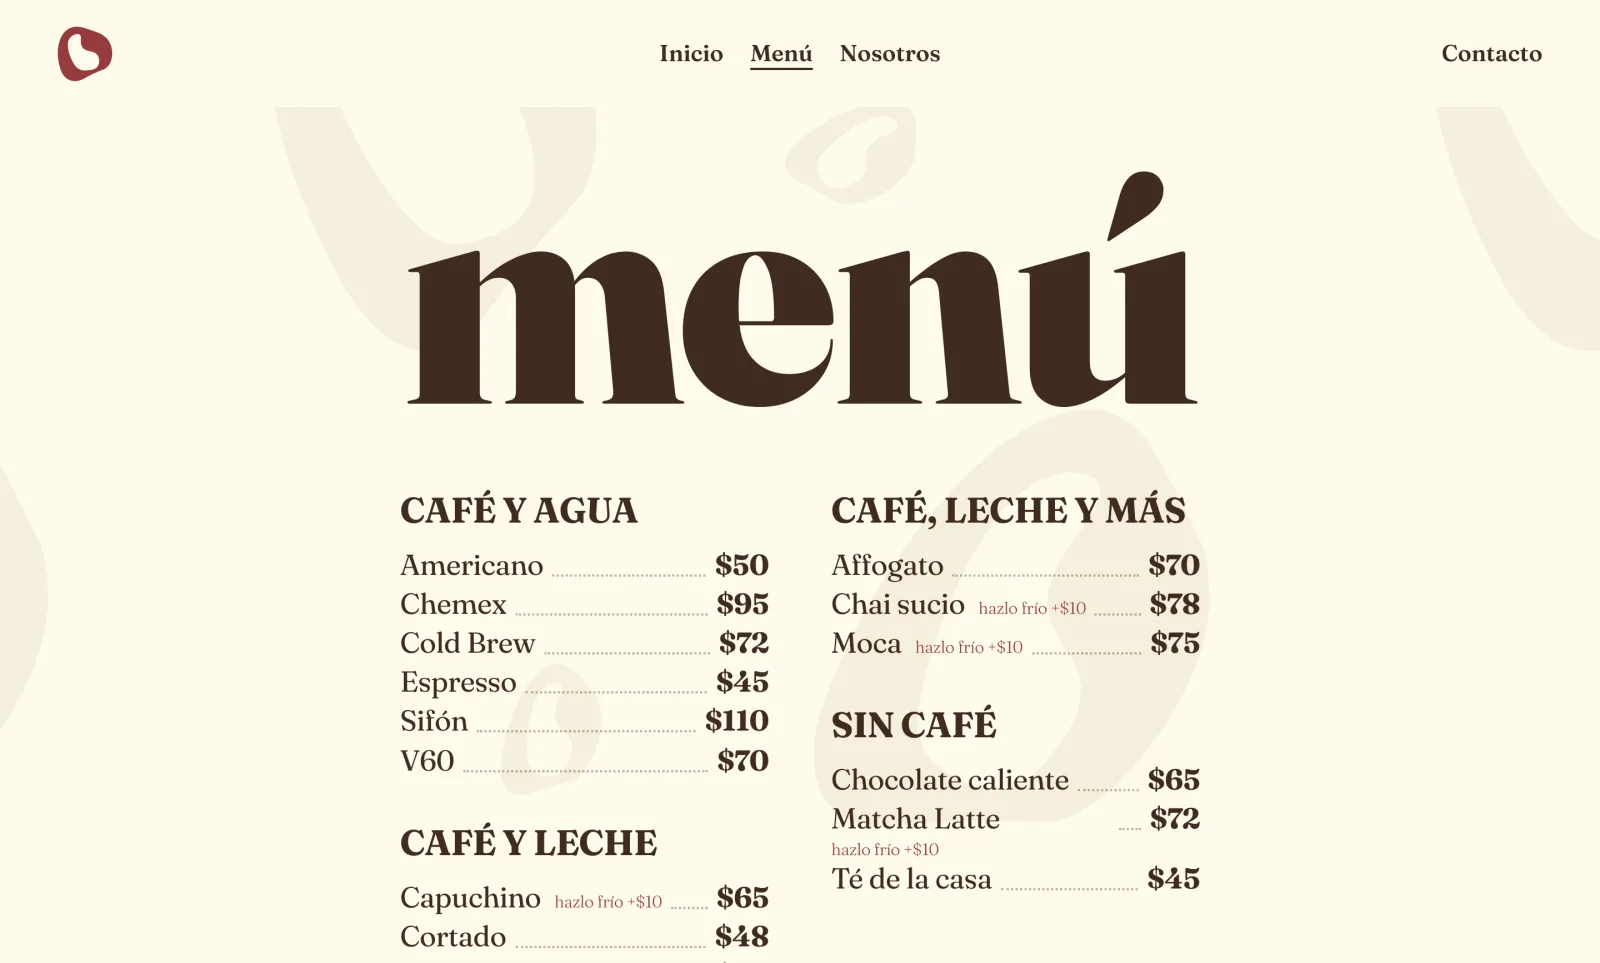 Inicio Menú Nosotros Contacto
menú
CAFÉ Y AGUA
Americano $50
Chemex $95
Cold Brew $72
Espresso $45
Sifón $110
V60 $70
CAFÉ Y LECHE
Capuchino hazlo frío +$10 $65
Cortado $48
CAFÉ, LECHE Y MÁS
Affogato $70
Chai sucio hazlo frío +$10 $78
Moca hazlo frío +$10 $75
SIN CAFÉ
Chocolate caliente $65
Matcha Latte $72
hazlo frío +$10
Té de la casa $45